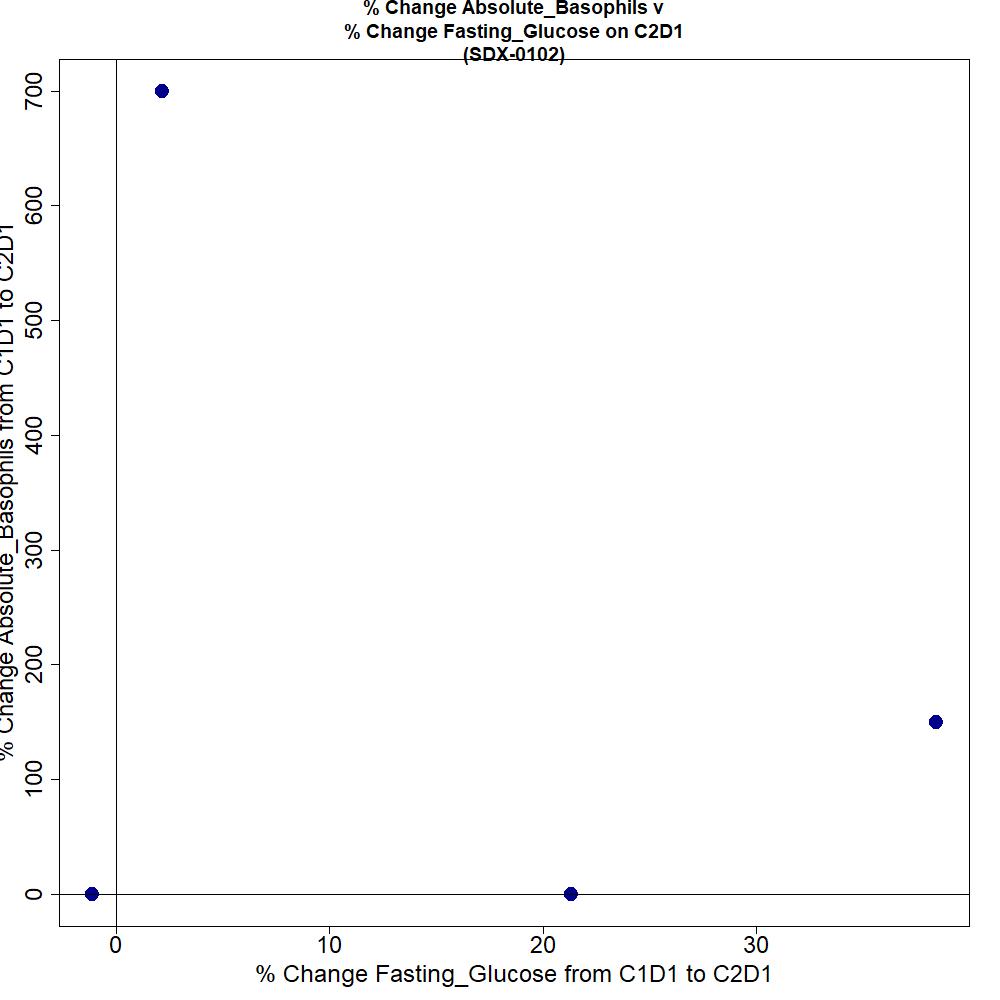 % Change Absolute_Basophils v
% Change Fasting_Glucose on C2D1
(SDX-0102)
% Change Absolute_Basophils from C1D1 to C2D1
700
600
500
400
300
200
100
0
0 10 20 30
% Change Fasting_Glucose from C1D1 to C2D1